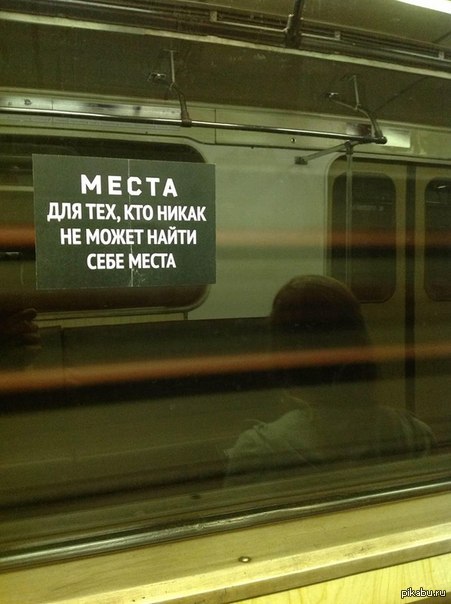 МЕСТА
ДЛЯ ТЕХ, КТО НИКАК
НЕ МОЖЕТ НАЙТИ
СЕБЕ МЕСТА
pikabu.ru